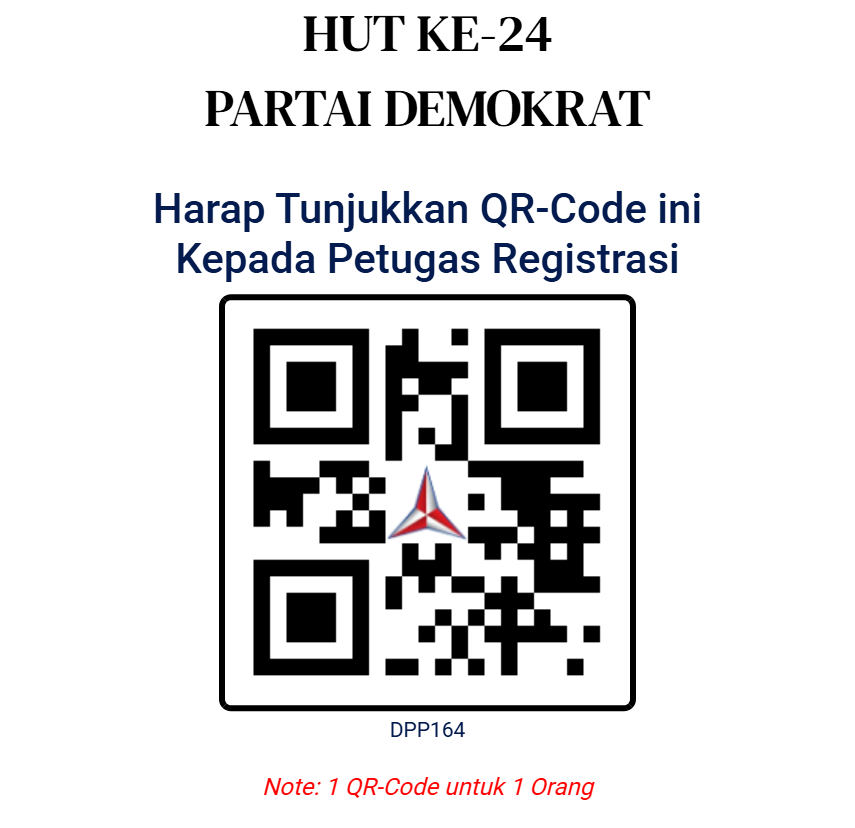 HUT KE-24
PARTAI DEMOKRAT
Harap Tunjukkan QR-Code ini
Kepada Petugas Registrasi
DPP164
Note: 1 QR-Code untuk 1 Orang